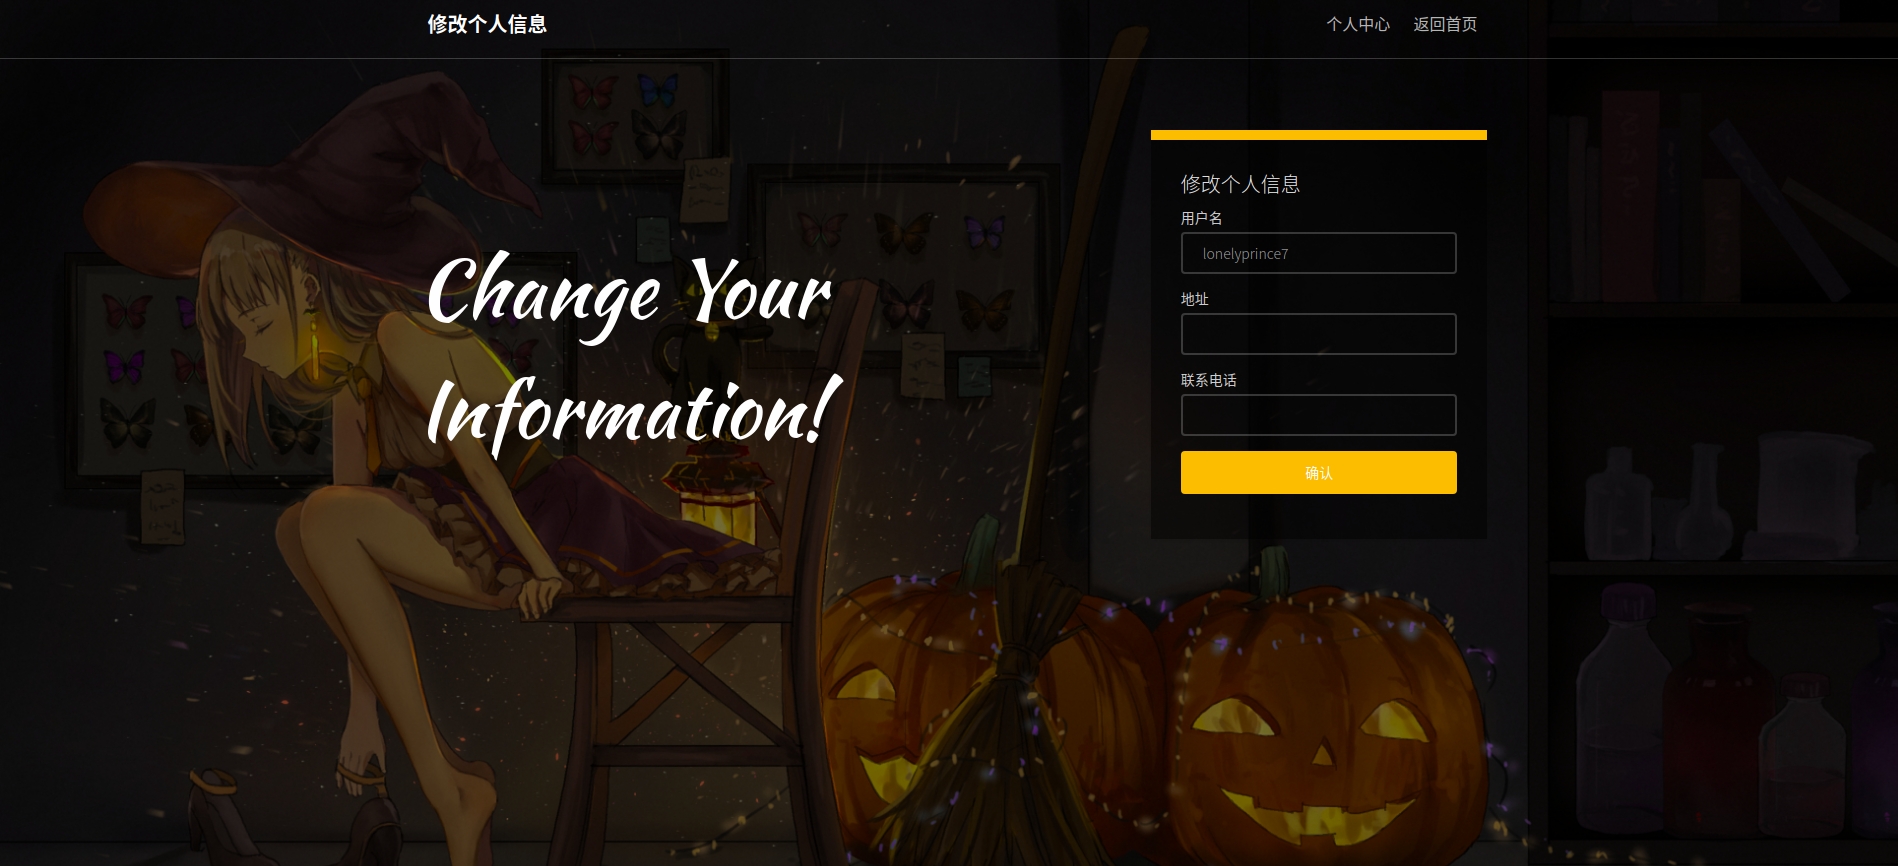 修改个人信息
个人中心 返回首页
Change Your
Information!
修改个人信息
用户名
lonelyprince7
地址
联系电话
确认